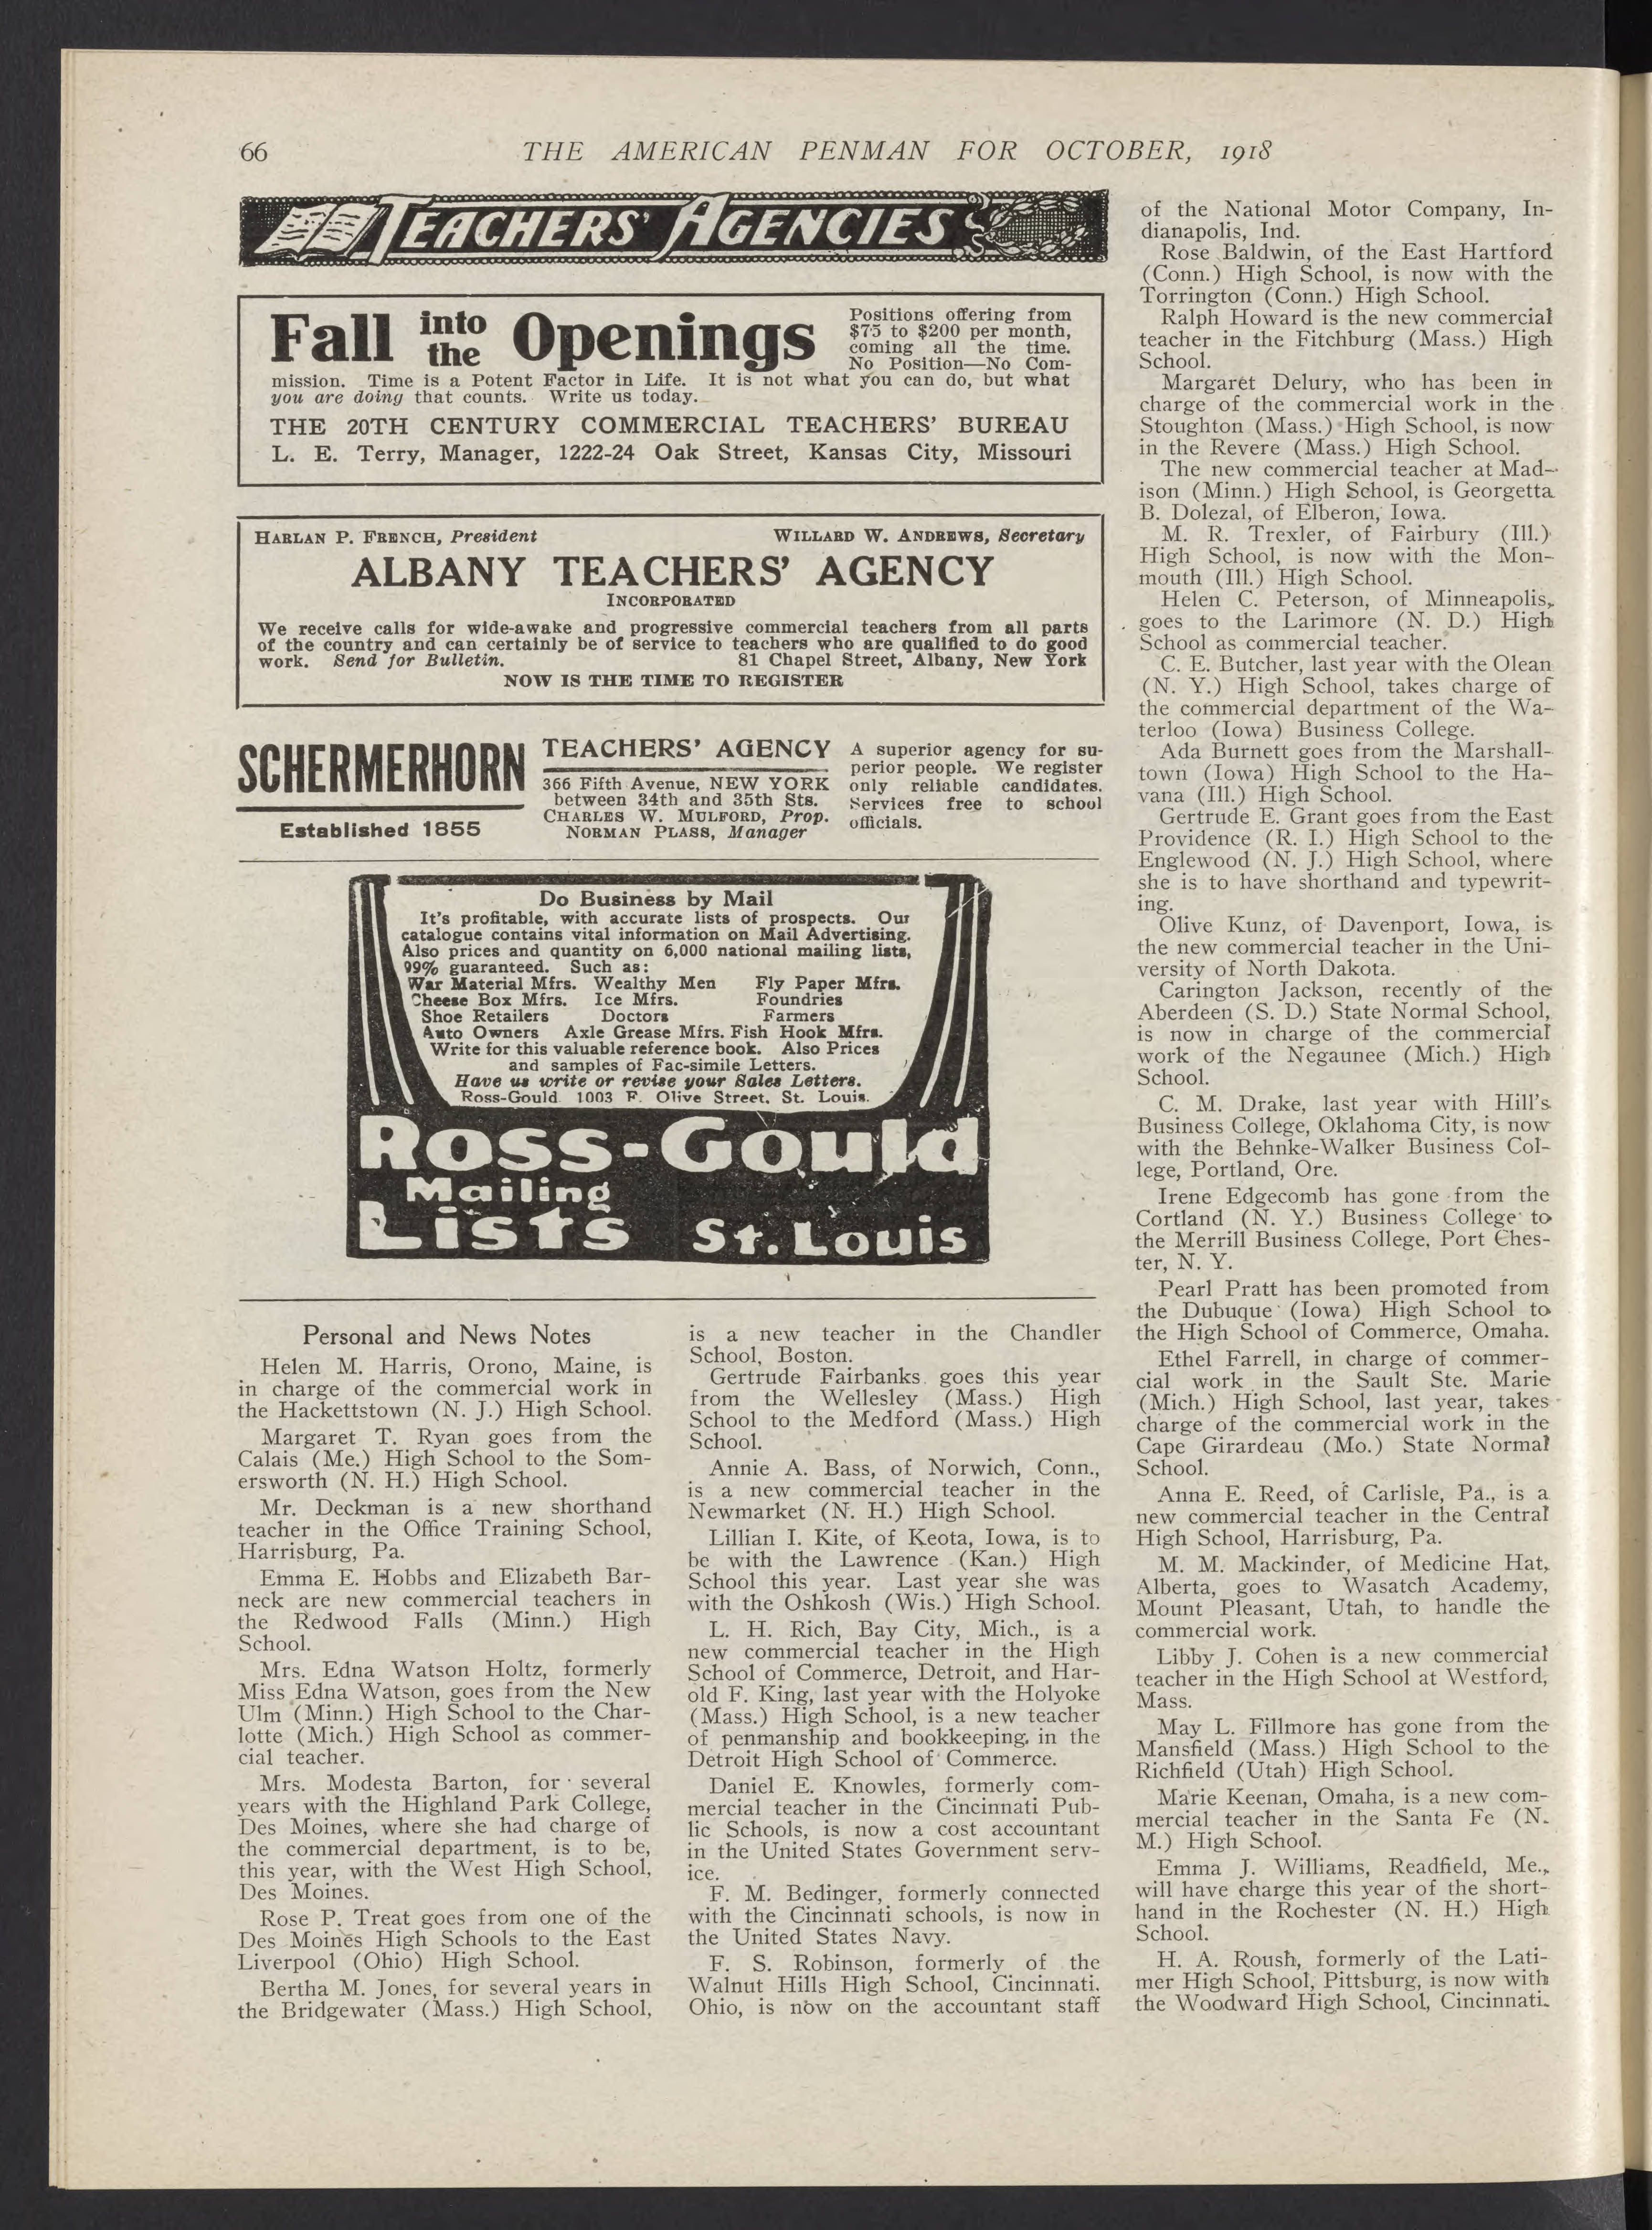 66
THE AMERICAN PENMAN FOR OCTOBER, 1918
TEACHERS' AGENCIES
Fall into the Openings
Positions offering from
$75 to $200 per month,
coming all the time.
No Position—No Com-
mission. Time is a Potent Factor in Life. It is not what you can do, but what
you are doing that counts. Write us today.
THE 20TH CENTURY COMMERCIAL TEACHERS' BUREAU
L. E. Terry, Manager, 1222-24 Oak Street, Kansas City, Missouri
HARLAN P. FRENCH, President WILLARD W. ANDREWS, Secretary
ALBANY TEACHERS' AGENCY
INCORPORATED
We receive calls for wide-awake and progressive commercial teachers from all parts
of the country and can certainly be of service to teachers who are qualified to do good
work. Send for Bulletin. 81 Chapel Street, Albany, New York
NOW IS THE TIME TO REGISTER
SCHERMERHORN
Established 1855
TEACHERS' AGENCY
366 Fifth Avenue, NEW YORK
between 34th and 35th Sts.
CHARLES W. MULFORD, Prop.
NORMAN PLASS, Manager
A superior agency for su-
perior people. We register
only reliable candidates.
Services free to school
officials.
Do Business by Mail
It's profitable, with accurate lists of prospects. Our
catalogue contains vital information on Mail Advertising.
Also prices and quantity on 6,000 national mailing lists,
99% guaranteed. Such as:
War Material Mfrs. Wealthy Men Fly Paper Mfrs.
Cheese Box Mfrs. Ice Mfrs. Foundries
Shoe Retailers Doctors Farmers
Auto Owners Axle Grease Mfrs. Fish Hook Mfrs.
Write for this valuable reference book. Also Prices
and samples of Fac-simile Letters.
Have us write or revise your Sales Letters.
Ross-Gould 1003 F. Olive Street, St. Louis.
Ross-Gould
Mailing
Lists St. Louis
Personal and News Notes
Helen M. Harris, Orono, Maine, is
in charge of the commercial work in
the Hackettstown (N. J.) High School.
Margaret T. Ryan goes from the
Calais (Me.) High School to the Som-
ersworth (N. H.) High School.
Mr. Deckman is a new shorthand
teacher in the Office Training School,
Harrisburg, Pa.
Emma E. Hobbs and Elizabeth Bar-
neck are new commercial teachers in
the Redwood Falls (Minn.) High
School.
Mrs. Edna Watson Holtz, formerly
Miss Edna Watson, goes from the New
Ulm (Minn.) High School to the Char-
lotte (Mich.) High School as commer-
cial teacher.
Mrs. Modesta Barton, for several
years with the Highland Park College,
Des Moines, where she had charge of
the commercial department, is to be,
this year, with the West High School,
Des Moines.
Rose P. Treat goes from one of the
Des Moines High Schools to the East
Liverpool (Ohio) High School.
Bertha M. Jones, for several years in
the Bridgewater (Mass.) High School,
is a new teacher in the Chandler
School, Boston.
Gertrude Fairbanks goes this year
from the Wellesley (Mass.) High
School to the Medford (Mass.) High
School.
Annie A. Bass, of Norwich, Conn.,
is a new commercial teacher in the
Newmarket (N. H.) High School.
Lillian I. Kite, of Keota, Iowa, is to
be with the Lawrence (Kan.) High
School this year. Last year she was
with the Oshkosh (Wis.) High School.
L. H. Rich, Bay City, Mich., is a
new commercial teacher in the High
School of Commerce, Detroit, and Har-
old F. King, last year with the Holyoke
(Mass.) High School, is a new teacher
of penmanship and bookkeeping, in the
Detroit High School of Commerce.
Daniel E. Knowles, formerly com-
mercial teacher in the Cincinnati Pub-
lic Schools, is now a cost accountant
in the United States Government serv-
ice.
F. M. Bedinger, formerly connected
with the Cincinnati schools, is now in
the United States Navy.
F. S. Robinson, formerly of the
Walnut Hills High School, Cincinnati,
Ohio, is now on the accountant staff
of the National Motor Company, In-
dianapolis, Ind.
Rose Baldwin, of the East Hartford
(Conn.) High School, is now with the
Torrington (Conn.) High School.
Ralph Howard is the new commercial
teacher in the Fitchburg (Mass.) High
School.
Margaret Delury, who has been in
charge of the commercial work in the
Stoughton (Mass.) High School, is now
in the Revere (Mass.) High School.
The new commercial teacher at Mad-
ison (Minn.) High School, is Georgetta
B. Dolezal, of Elberon, Iowa.
M. R. Trexler, of Fairbury (Ill.)
High School, is now with the Mon-
mouth (Ill.) High School.
Helen C. Peterson, of Minneapolis,
goes to the Larimore (N. D.) High
School as commercial teacher.
C. E. Butcher, last year with the Olean
(N. Y.) High School, takes charge of
the commercial department of the Wa-
terloo (Iowa) Business College.
Ada Burnett goes from the Marshall-
town (Iowa) High School to the Ha-
vana (Ill.) High School.
Gertrude E. Grant goes from the East
Providence (R. I.) High School to the
Englewood (N. J.) High School, where
she is to have shorthand and typewrit-
ing.
Olive Kunz, of Davenport, Iowa, is
the new commercial teacher in the Uni-
versity of North Dakota.
Carington Jackson, recently of the
Aberdeen (S. D.) State Normal School,
is now in charge of the commercial
work of the Negaunee (Mich.) High
School.
C. M. Drake, last year with Hill's
Business College, Oklahoma City, is now
with the Behnke-Walker Business Col-
lege, Portland, Ore.
Irene Edgecomb has gone from the
Cortland (N. Y.) Business College to
the Merrill Business College, Port Ches-
ter, N. Y.
Pearl Pratt has been promoted from
the Dubuque (Iowa) High School to
the High School of Commerce, Omaha.
Ethel Farrell, in charge of commer-
cial work in the Sault Ste. Marie
(Mich.) High School, last year, takes
charge of the commercial work in the
Cape Girardeau (Mo.) State Normal
School.
Anna E. Reed, of Carlisle, Pa., is a
new commercial teacher in the Central
High School, Harrisburg, Pa.
M. M. Mackinder, of Medicine Hat,
Alberta, goes to Wasatch Academy,
Mount Pleasant, Utah, to handle the
commercial work.
Libby J. Cohen is a new commercial
teacher in the High School at Westford,
Mass.
May L. Fillmore has gone from the
Mansfield (Mass.) High School to the
Richfield (Utah) High School.
Marie Keenan, Omaha, is a new com-
mercial teacher in the Santa Fe (N.
M.) High School.
Emma J. Williams, Readfield, Me.,
will have charge this year of the short-
hand in the Rochester (N. H.) High
School.
H. A. Roush, formerly of the Lati-
mer High School, Pittsburg, is now with
the Woodward High School, Cincinnati.